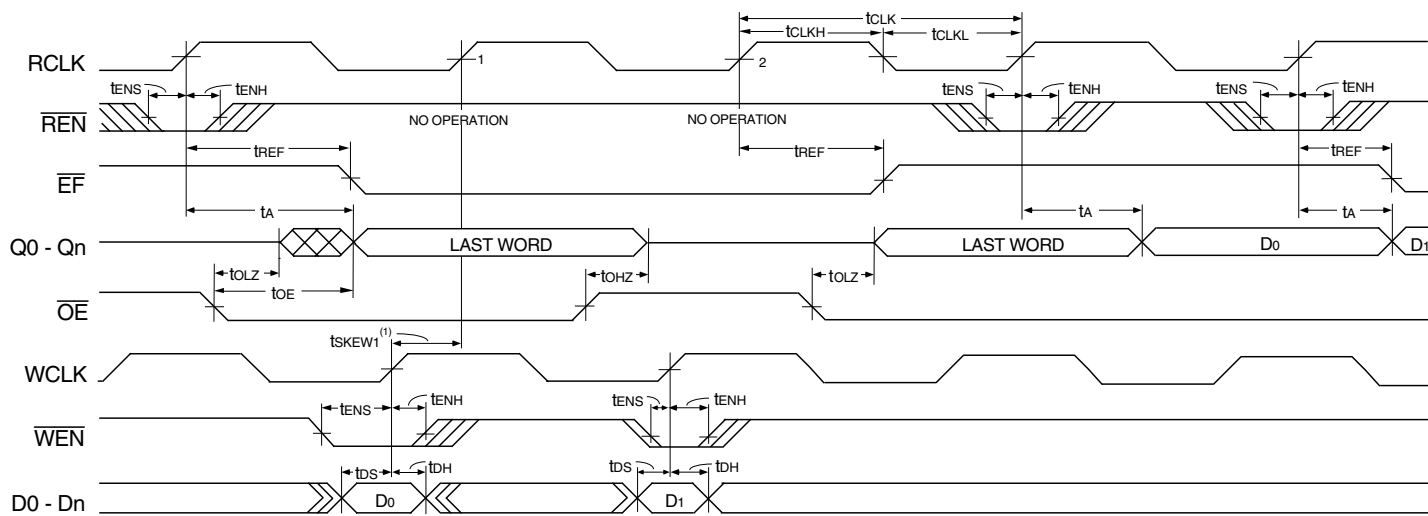 tCLK
tCLKH tCLKL
RCLK 1 2
tENS tENH tENS tENH tENS tENH
REN NO OPERATION NO OPERATION
tREF tREF tREF
EF
tA tA tA
Q0 - Qn LAST WORD LAST WORD D0 D1
tOLZ tOHZ tOLZ
tOE
OE
tSKEW1(1)
WCLK
tENS tENH tENS tENH
WEN
tDS tDH tDS tDH
D0 - Dn D0 D1